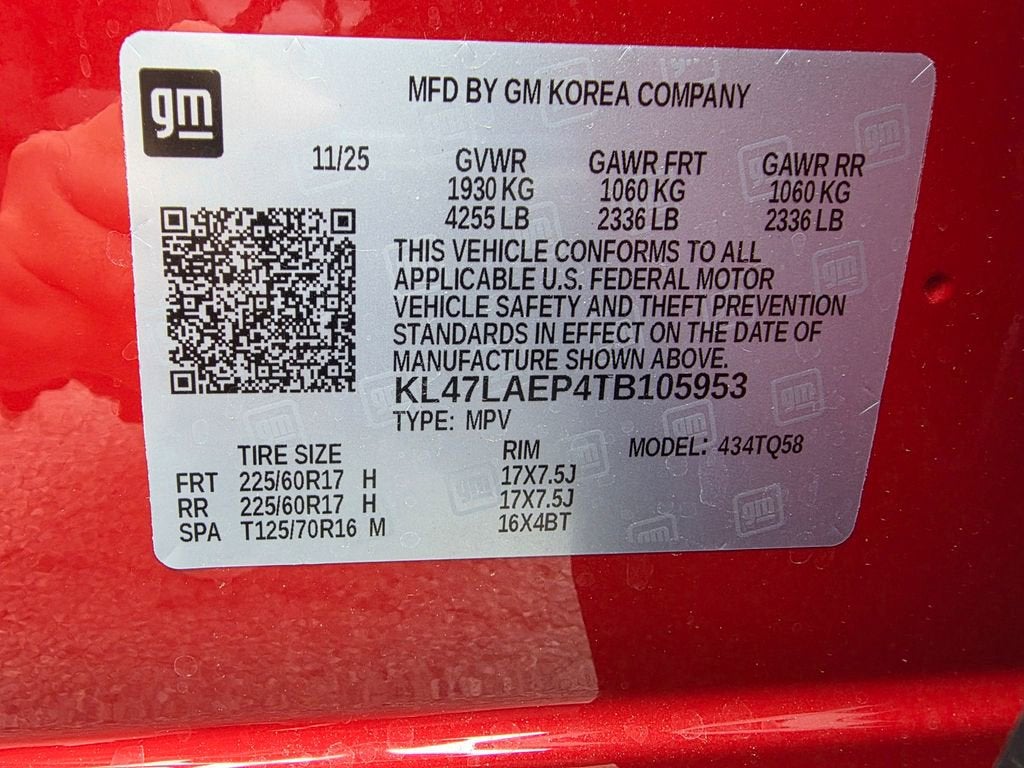 gm
MFD BY GM KOREA COMPANY
11/25 GVWR GAWR FRT GAWR RR
1930 KG 1060 KG 1060 KG
4255 LB 2336 LB 2336 LB
THIS VEHICLE CONFORMS TO ALL
APPLICABLE U.S. FEDERAL MOTOR
VEHICLE SAFETY AND THEFT PREVENTION
STANDARDS IN EFFECT ON THE DATE OF
MANUFACTURE SHOWN ABOVE.
KL47LAEP4TB105953
TYPE: MPV
TIRE SIZE RIM MODEL: 434TQ58
FRT 225/60R17 H 17X7.5J
RR 225/60R17 H 17X7.5J
SPA T125/70R16 M 16X4BT